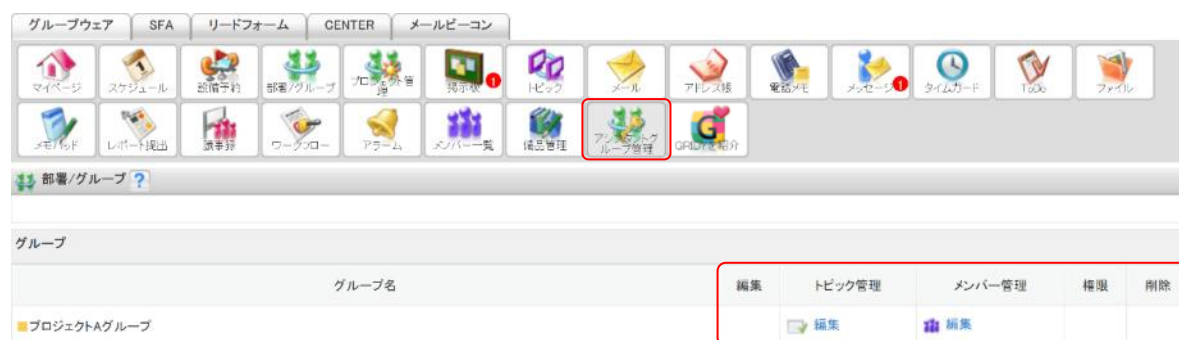 グループウェア SFA リードフォーム CENTER メールビーコン
マイページ スケジュール 設備予約 部署/グループ プロジェクト管理 掲示板 1 トピック メール アドレス帳 電話メモ メッセージ 1 タイムカード ToDo ファイル
メモパッド レポート提出 議事録 ワークフロー アラーム メンバー一覧 備品管理 アシスタントグループ管理 GRIDYを紹介
部署/グループ ?
グループ
グループ名 編集 トピック管理 メンバー管理 権限 削除
プロジェクトAグループ 編集 編集